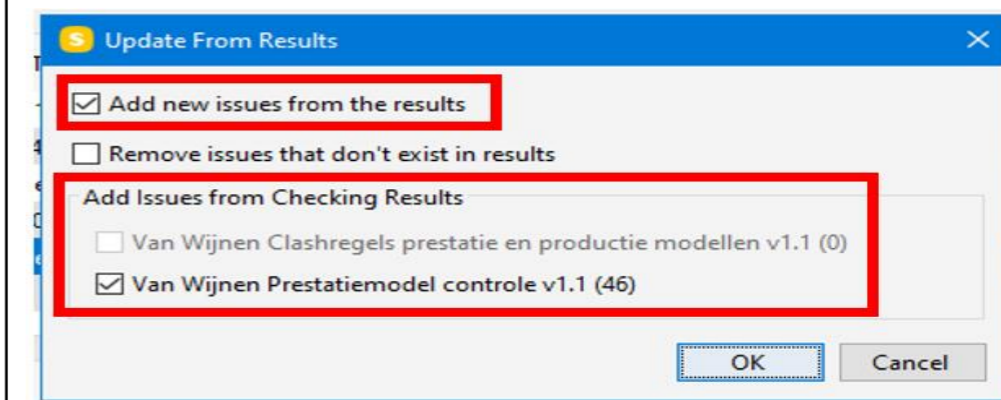 S Update From Results
Add new issues from the results
Remove issues that don't exist in results
Add Issues from Checking Results
Van Wijnen Clashregels prestatie en productie modellen v1.1 (0)
Van Wijnen Prestatiemodel controle v1.1 (46)
OK Cancel